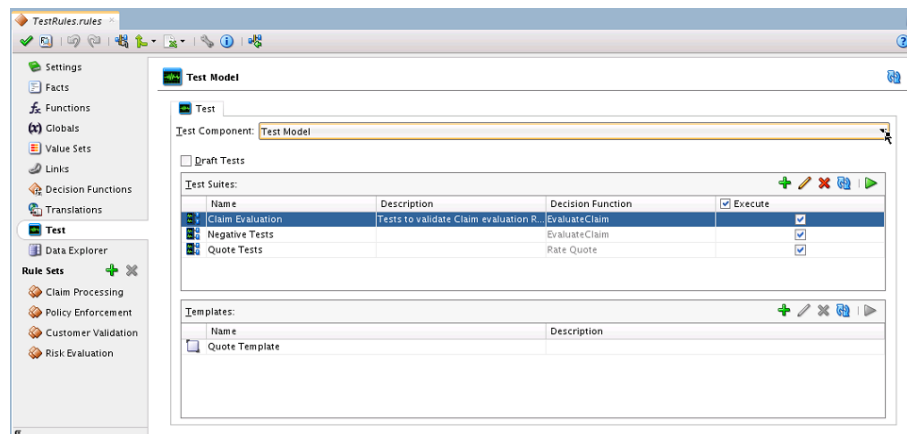 TestRules.rules
Settings
Facts
Functions
Globals
Value Sets
Links
Decision Functions
Translations
Test
Data Explorer
Rule Sets
Claim Processing
Policy Enforcement
Customer Validation
Risk Evaluation
Test Model
Test
Test Component: Test Model
Draft Tests
Test Suites:
Name Description Decision Function Execute
Claim Evaluation Tests to validate Claim evaluation R... EvaluateClaim
Negative Tests EvaluateClaim
Quote Tests Rate Quote
Templates:
Name Description
Quote Template